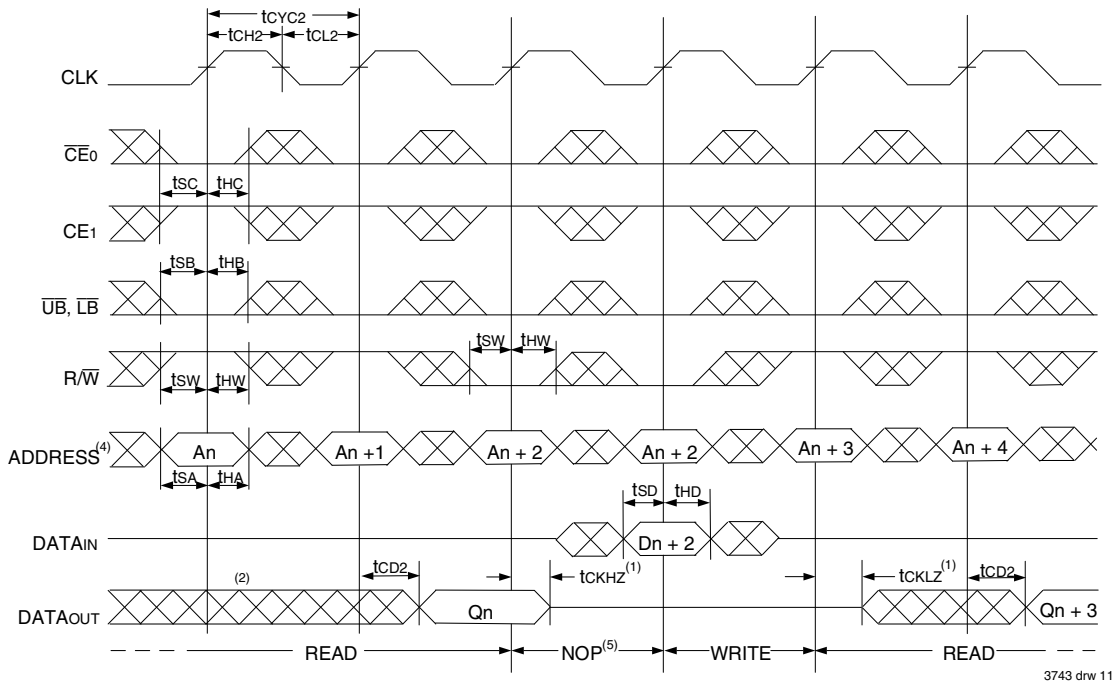 tCYC2
tCH2 tCL2
CLK
CE0
tSC tHC
CE1
tSB tHB
UB, LB
tSW tHW
R/W
tSW tHW
ADDRESS(4) An An +1 An + 2 An + 2 An + 3 An + 4
tSA tHA
tSD tHD
DATAIN Dn + 2
tCD2 tCKHZ(1) tCKLZ(1) tCD2
(2)
DATAOUT Qn Qn + 3
READ NOP(5) WRITE READ
3743 drw 11